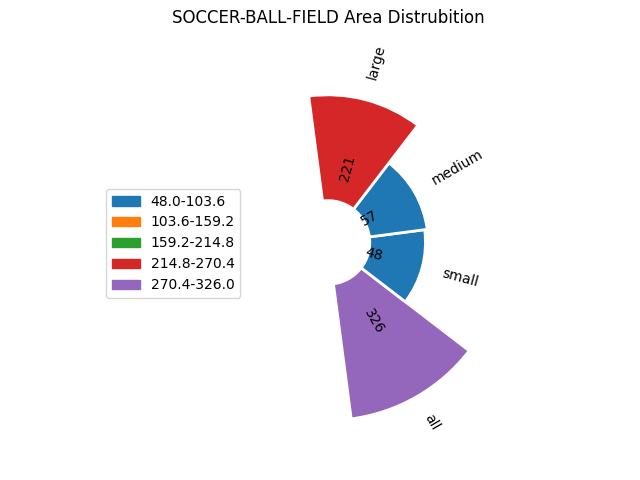 SOCCER-BALL-FIELD Area Distrubition
large
221
medium
57
48.0-103.6
103.6-159.2
159.2-214.8
214.8-270.4
270.4-326.0
48
small
326
all